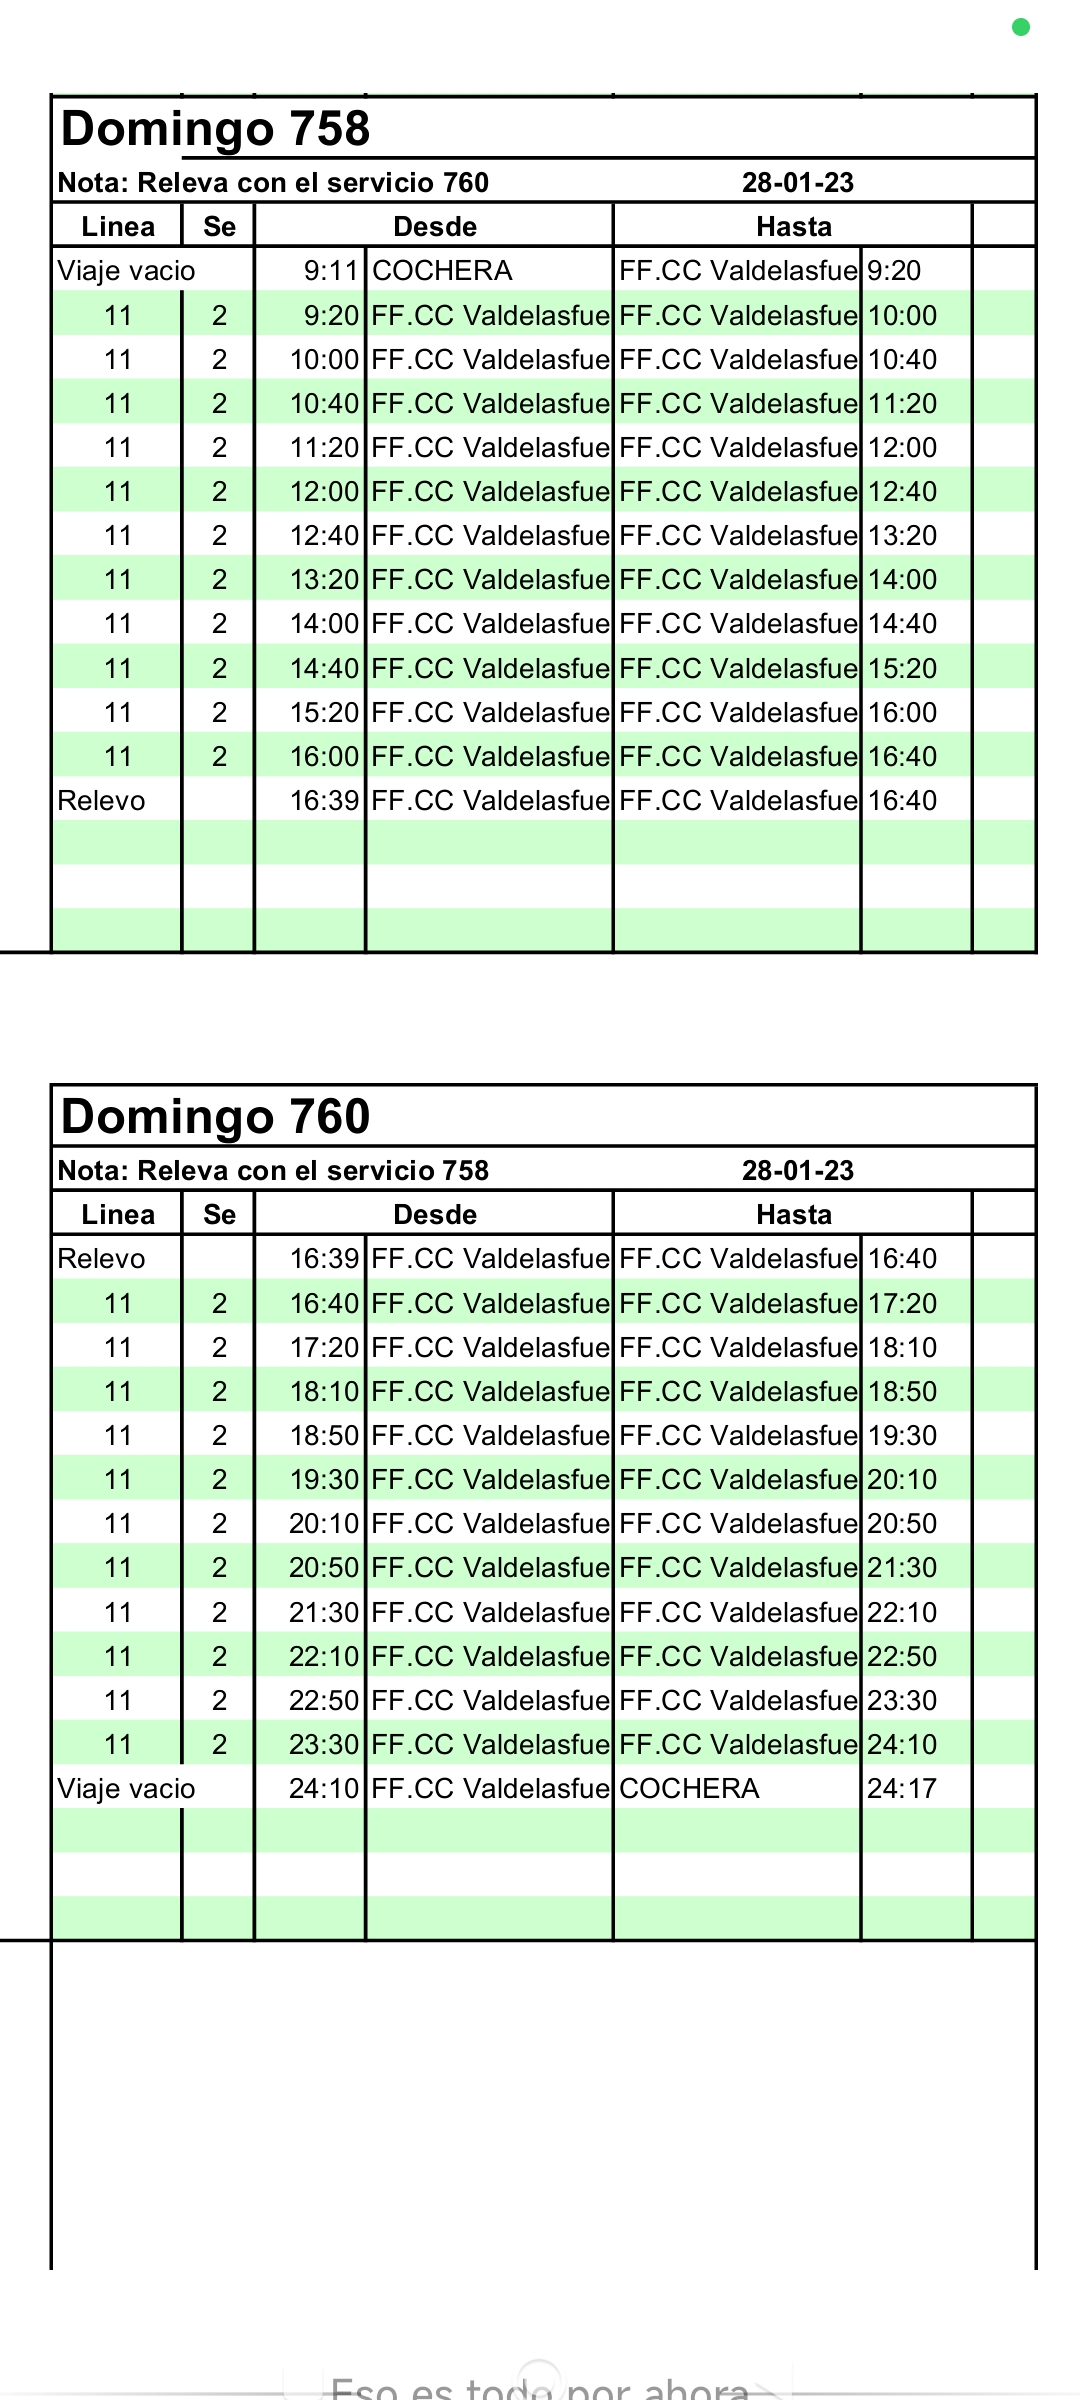 Domingo 758
Nota: Releva con el servicio 760 28-01-23
Linea Se Desde Hasta
Viaje vacio 9:11 COCHERA FF.CC Valdelasfue 9:20
11 2 9:20 FF.CC Valdelasfue FF.CC Valdelasfue 10:00
11 2 10:00 FF.CC Valdelasfue FF.CC Valdelasfue 10:40
11 2 10:40 FF.CC Valdelasfue FF.CC Valdelasfue 11:20
11 2 11:20 FF.CC Valdelasfue FF.CC Valdelasfue 12:00
11 2 12:00 FF.CC Valdelasfue FF.CC Valdelasfue 12:40
11 2 12:40 FF.CC Valdelasfue FF.CC Valdelasfue 13:20
11 2 13:20 FF.CC Valdelasfue FF.CC Valdelasfue 14:00
11 2 14:00 FF.CC Valdelasfue FF.CC Valdelasfue 14:40
11 2 14:40 FF.CC Valdelasfue FF.CC Valdelasfue 15:20
11 2 15:20 FF.CC Valdelasfue FF.CC Valdelasfue 16:00
11 2 16:00 FF.CC Valdelasfue FF.CC Valdelasfue 16:40
Relevo 16:39 FF.CC Valdelasfue FF.CC Valdelasfue 16:40
Domingo 760
Nota: Releva con el servicio 758 28-01-23
Linea Se Desde Hasta
Relevo 16:39 FF.CC Valdelasfue FF.CC Valdelasfue 16:40
11 2 16:40 FF.CC Valdelasfue FF.CC Valdelasfue 17:20
11 2 17:20 FF.CC Valdelasfue FF.CC Valdelasfue 18:10
11 2 18:10 FF.CC Valdelasfue FF.CC Valdelasfue 18:50
11 2 18:50 FF.CC Valdelasfue FF.CC Valdelasfue 19:30
11 2 19:30 FF.CC Valdelasfue FF.CC Valdelasfue 20:10
11 2 20:10 FF.CC Valdelasfue FF.CC Valdelasfue 20:50
11 2 20:50 FF.CC Valdelasfue FF.CC Valdelasfue 21:30
11 2 21:30 FF.CC Valdelasfue FF.CC Valdelasfue 22:10
11 2 22:10 FF.CC Valdelasfue FF.CC Valdelasfue 22:50
11 2 22:50 FF.CC Valdelasfue FF.CC Valdelasfue 23:30
11 2 23:30 FF.CC Valdelasfue FF.CC Valdelasfue 24:10
Viaje vacio 24:10 FF.CC Valdelasfue COCHERA 24:17
Eso es todo por ahora